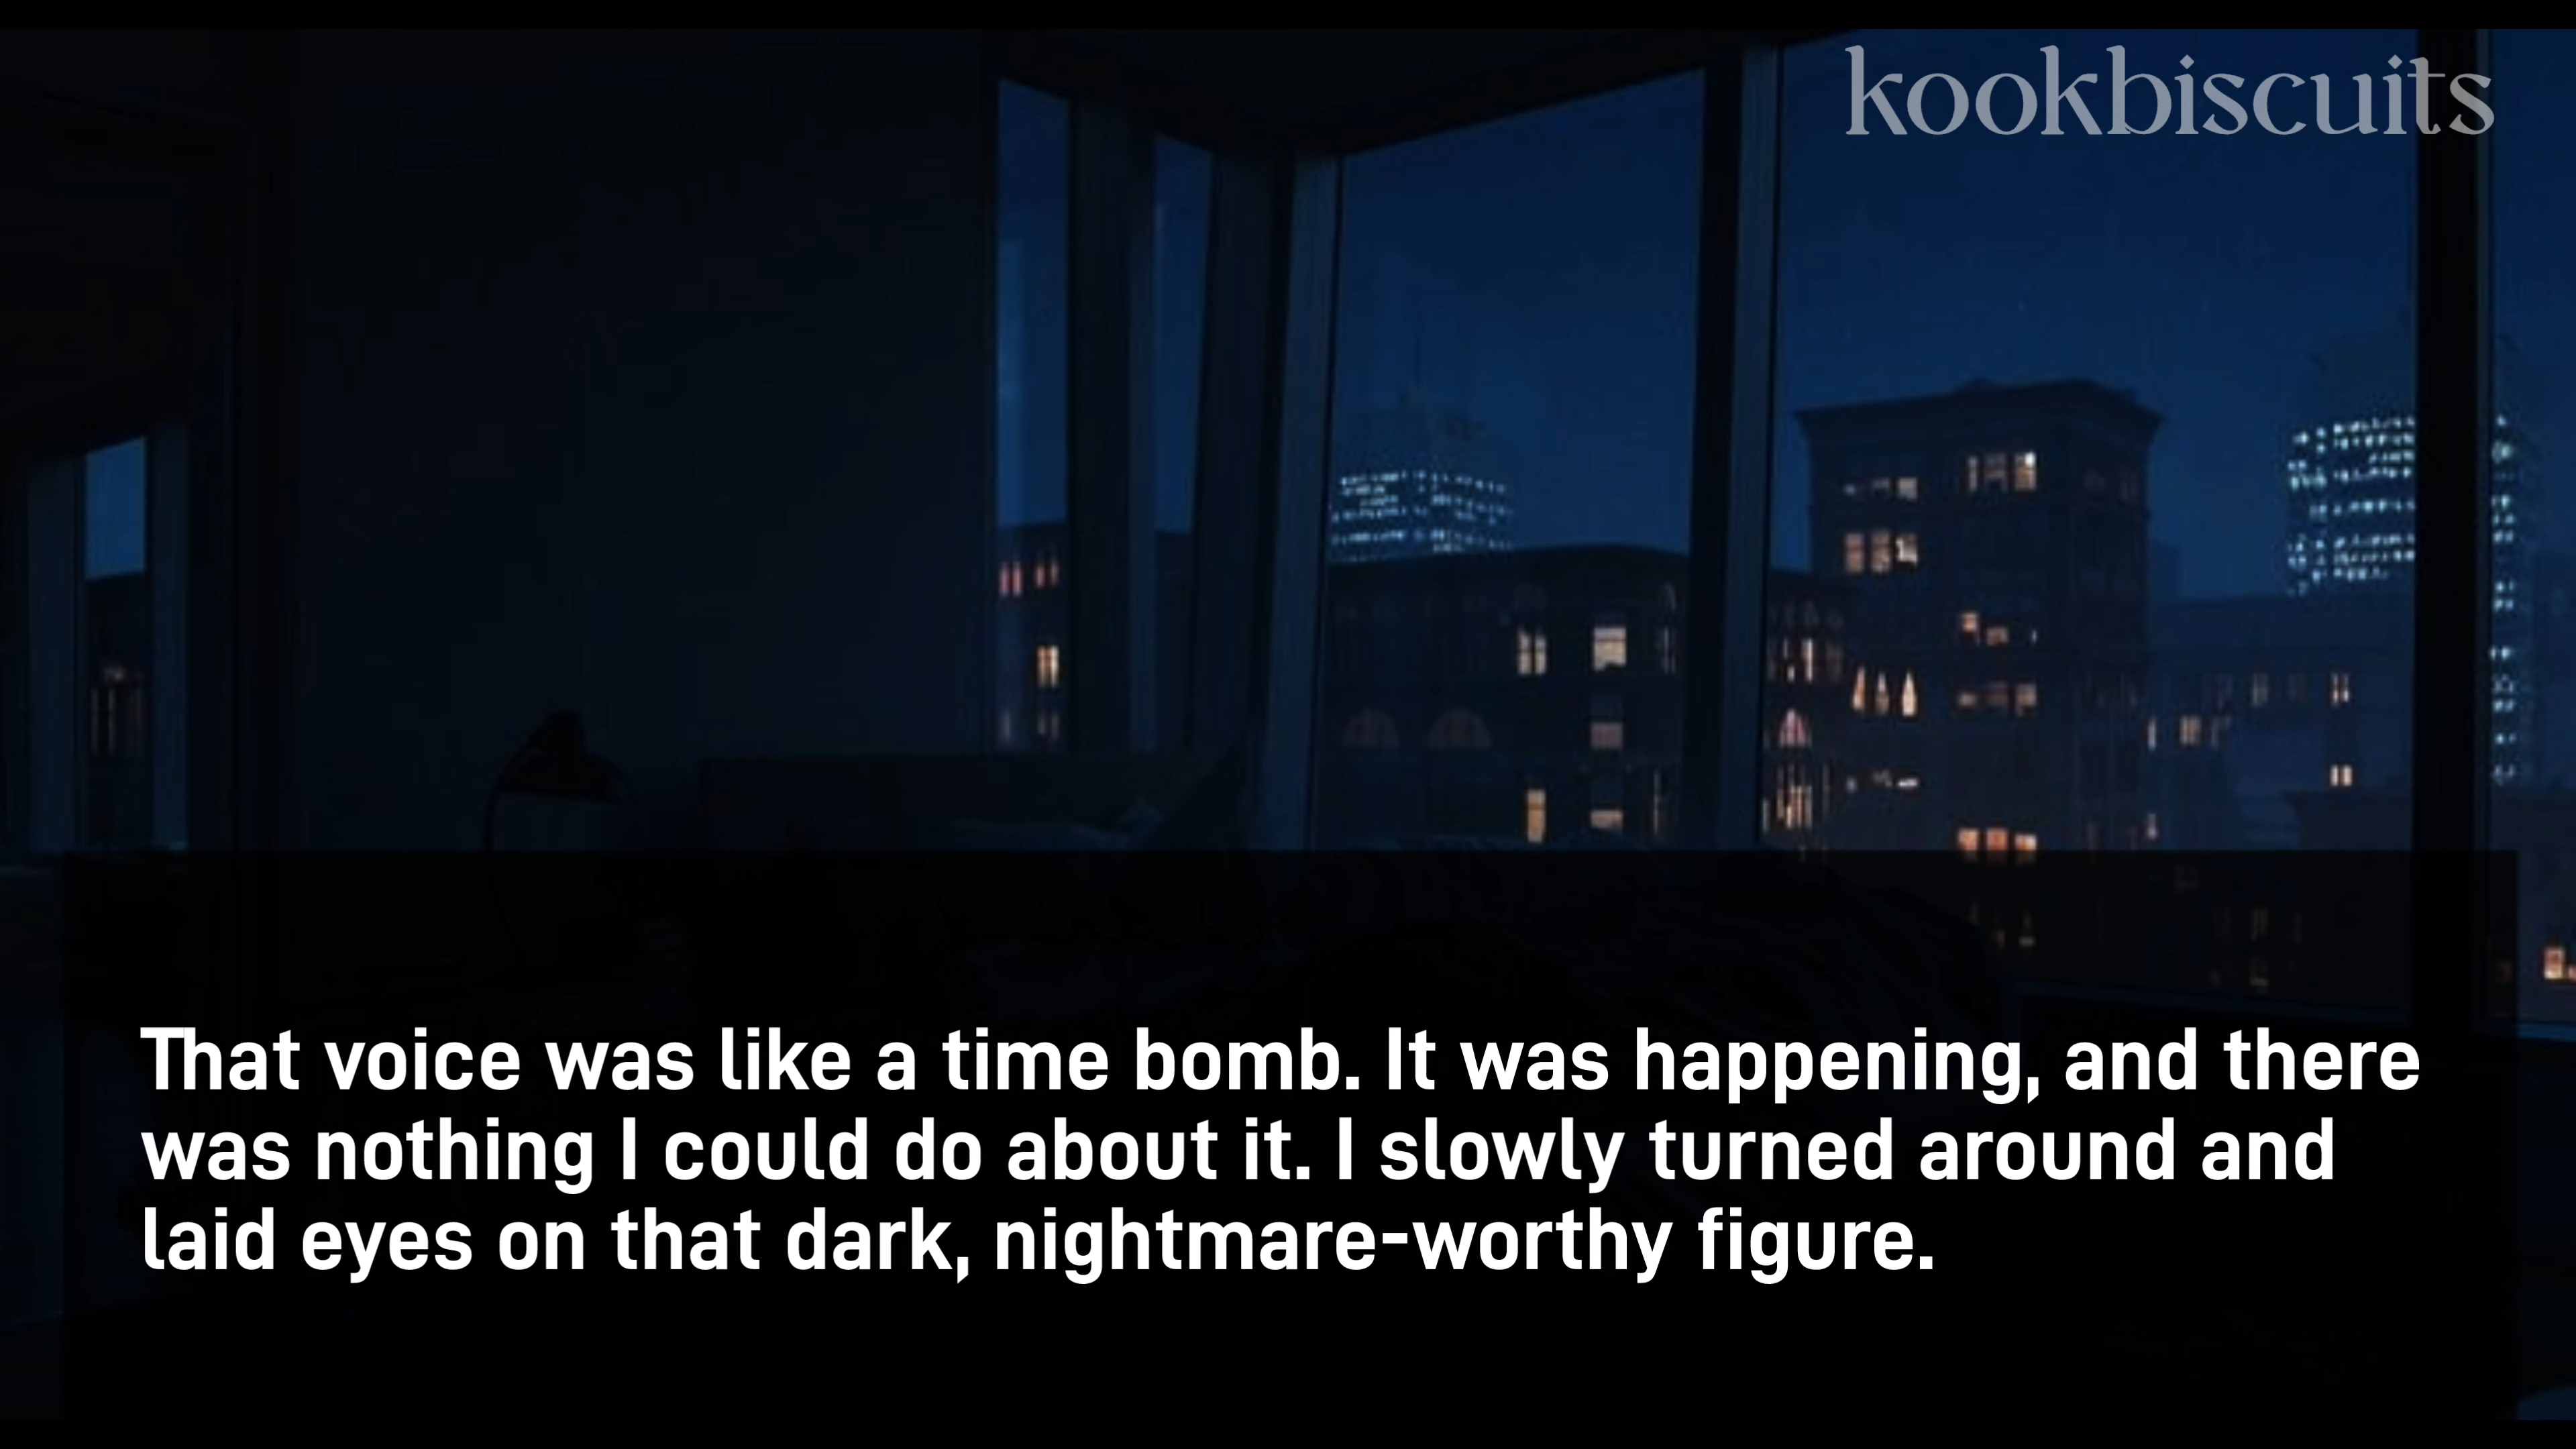 kookbiscuits
That voice was like a time bomb. It was happening, and there
was nothing I could do about it. I slowly turned around and
laid eyes on that dark, nightmare-worthy figure.